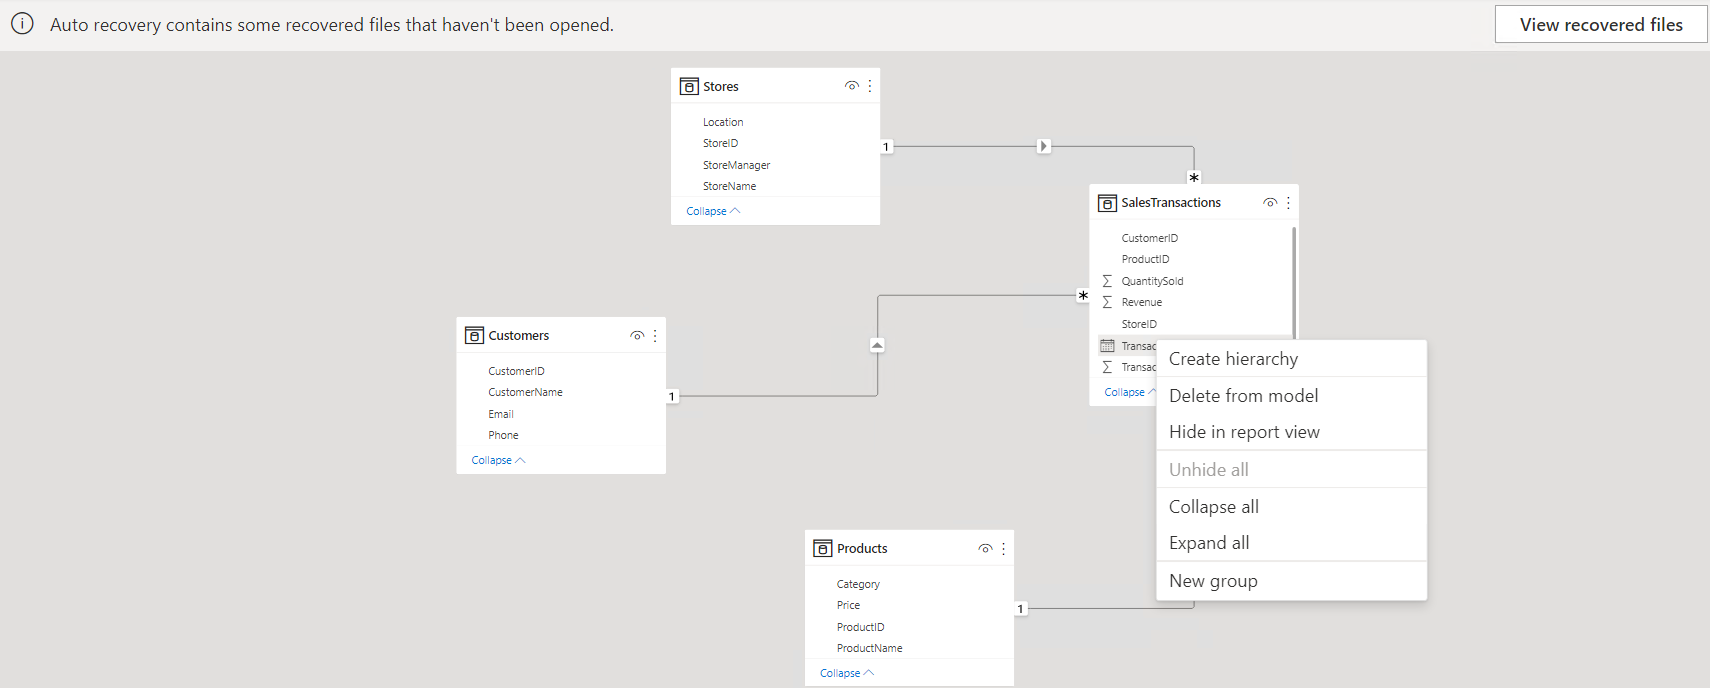 Auto recovery contains some recovered files that haven't been opened.
View recovered files
Stores
Location
StoreID
StoreManager
StoreName
Collapse
1
*
SalesTransactions
CustomerID
ProductID
QuantitySold
Revenue
StoreID
Transac
Transac
Collapse
*
Customers
CustomerID
CustomerName
Email
Phone
Collapse
1
Create hierarchy
Delete from model
Hide in report view
Unhide all
Collapse all
Expand all
New group
Products
Category
Price
ProductID
ProductName
Collapse
1